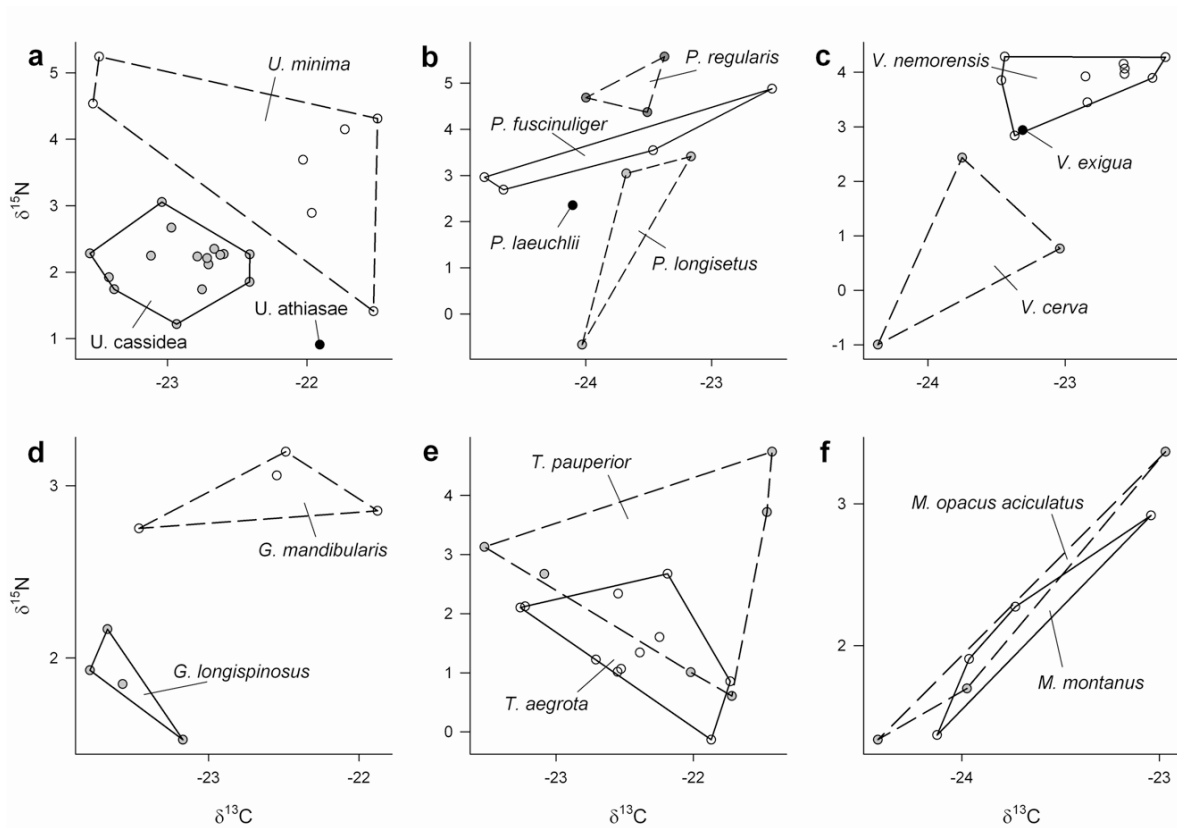 a
U. minima
U. athiasae
U. cassidea
5
4
3
2
1
-23
-22
δ15N
b
P. regularis
P. fuscinuliger
P. laeuchlii
P. longisetus
5
4
3
2
1
0
-24
-23
c
V. nemorensis
V. exigua
V. cerva
4
3
2
1
0
-1
-24
-23
d
G. mandibularis
G. longispinosus
3
2
-23
-22
δ15N
δ13C
e
T. pauperior
T. aegrota
4
3
2
1
0
-23
-22
δ13C
f
M. opacus aciculatus
M. montanus
3
2
-24
-23
δ13C